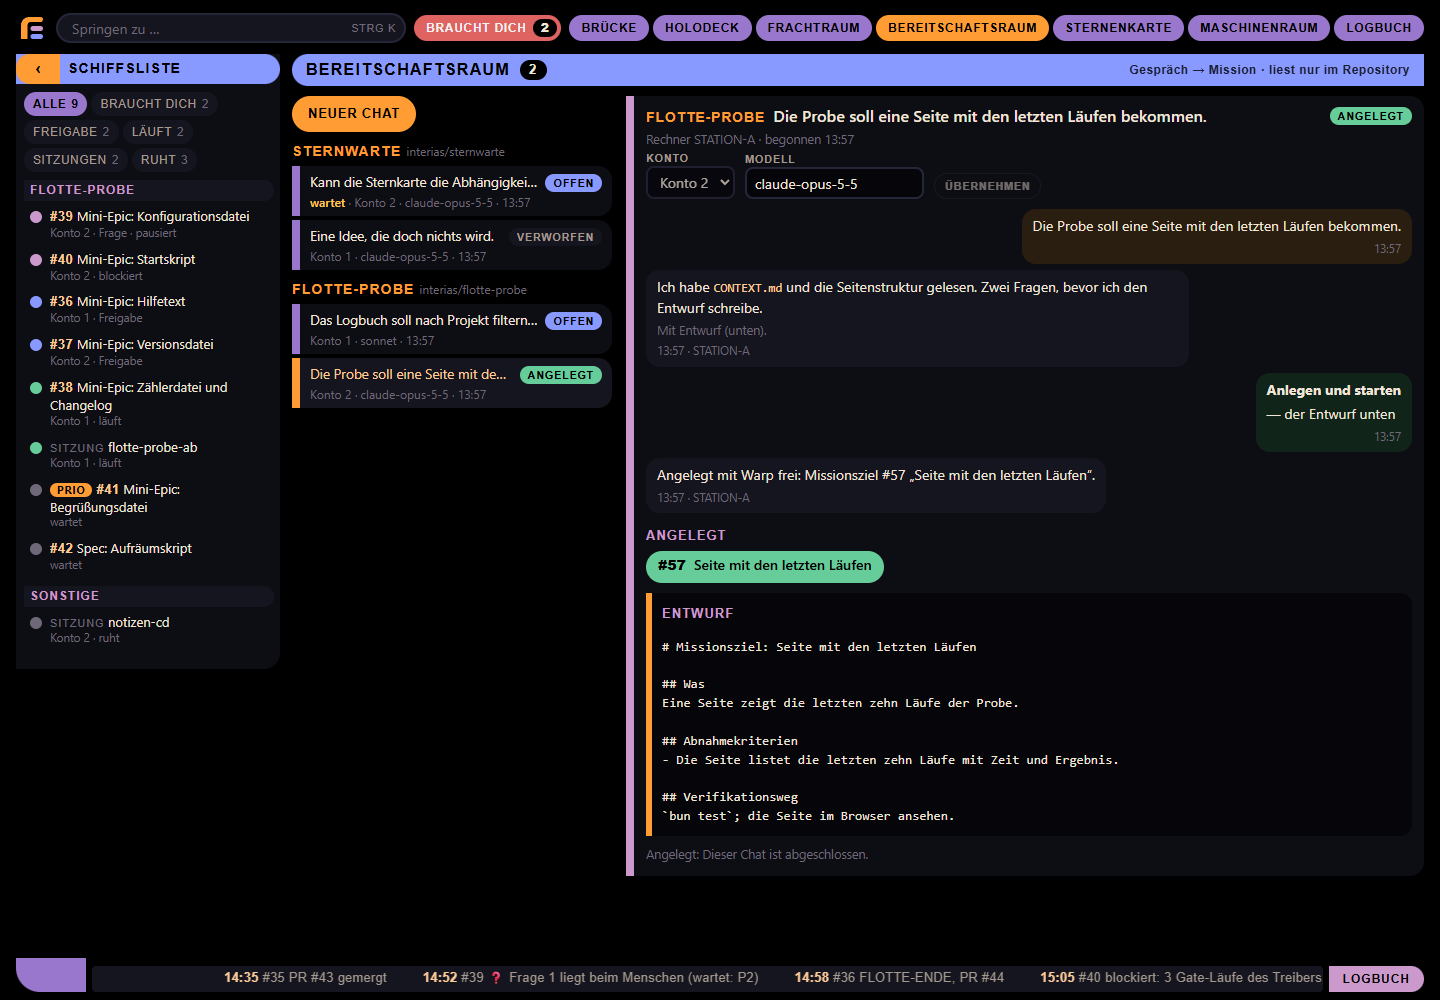 Springen zu ...
STRG K
BRAUCHT DICH 2
BRÜCKE
HOLODECK
FRACHTRAUM
BEREITSCHAFTSRAUM
STERNENKARTE
MASCHINENRAUM
LOGBUCH
‹ SCHIFFSLISTE
ALLE 9
BRAUCHT DICH 2
FREIGABE 2
LÄUFT 2
SITZUNGEN 2
RUHT 3
FLOTTE-PROBE
#39 Mini-Epic: Konfigurationsdatei
Konto 2 · Frage · pausiert
#40 Mini-Epic: Startskript
Konto 2 · blockiert
#36 Mini-Epic: Hilfetext
Konto 1 · Freigabe
#37 Mini-Epic: Versionsdatei
Konto 2 · Freigabe
#38 Mini-Epic: Zählerdatei und
Changelog
Konto 1 · läuft
SITZUNG flotte-probe-ab
Konto 1 · läuft
PRIO #41 Mini-Epic:
Begrüßungsdatei
wartet
#42 Spec: Aufräumskript
wartet
SONSTIGE
SITZUNG notizen-cd
Konto 2 · ruht
BEREITSCHAFTSRAUM 2
Gespräch → Mission · liest nur im Repository
NEUER CHAT
STERNWARTE interias/sternwarte
Kann die Sternkarte die Abhängigkei... OFFEN
wartet · Konto 2 · claude-opus-5-5 · 13:57
Eine Idee, die doch nichts wird. VERWORFEN
Konto 1 · claude-opus-5-5 · 13:57
FLOTTE-PROBE interias/flotte-probe
Das Logbuch soll nach Projekt filtern... OFFEN
Konto 1 · sonnet · 13:57
Die Probe soll eine Seite mit de... ANGELEGT
Konto 2 · claude-opus-5-5 · 13:57
FLOTTE-PROBE Die Probe soll eine Seite mit den letzten Läufen bekommen.
ANGELEGT
Rechner STATION-A · begonnen 13:57
KONTO
MODELL
Konto 2
claude-opus-5-5
ÜBERNEHMEN
Die Probe soll eine Seite mit den letzten Läufen bekommen.
13:57
Ich habe CONTEXT.md und die Seitenstruktur gelesen. Zwei Fragen, bevor ich den
Entwurf schreibe.
Mit Entwurf (unten).
13:57 · STATION-A
Anlegen und starten
— der Entwurf unten
13:57
Angelegt mit Warp frei: Missionsziel #57 „Seite mit den letzten Läufen“.
13:57 · STATION-A
ANGELEGT
#57 Seite mit den letzten Läufen
ENTWURF
# Missionsziel: Seite mit den letzten Läufen
## Was
Eine Seite zeigt die letzten zehn Läufe der Probe.
## Abnahmekriterien
- Die Seite listet die letzten zehn Läufe mit Zeit und Ergebnis.
## Verifikationsweg
`bun test`; die Seite im Browser ansehen.
Angelegt: Dieser Chat ist abgeschlossen.
14:35 #35 PR #43 gemergt
14:52 #39 ❓ Frage 1 liegt beim Menschen (wartet: P2)
14:58 #36 FLOTTE-ENDE, PR #44
15:05 #40 blockiert: 3 Gate-Läufe des Treibers
LOGBUCH